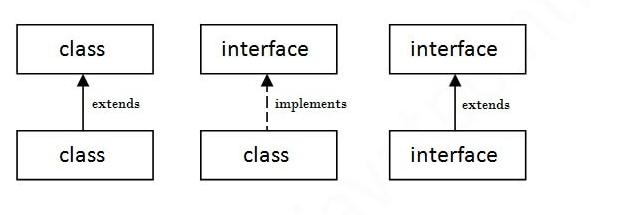 class
interface
interface
extends
implements
extends
class
class
interface